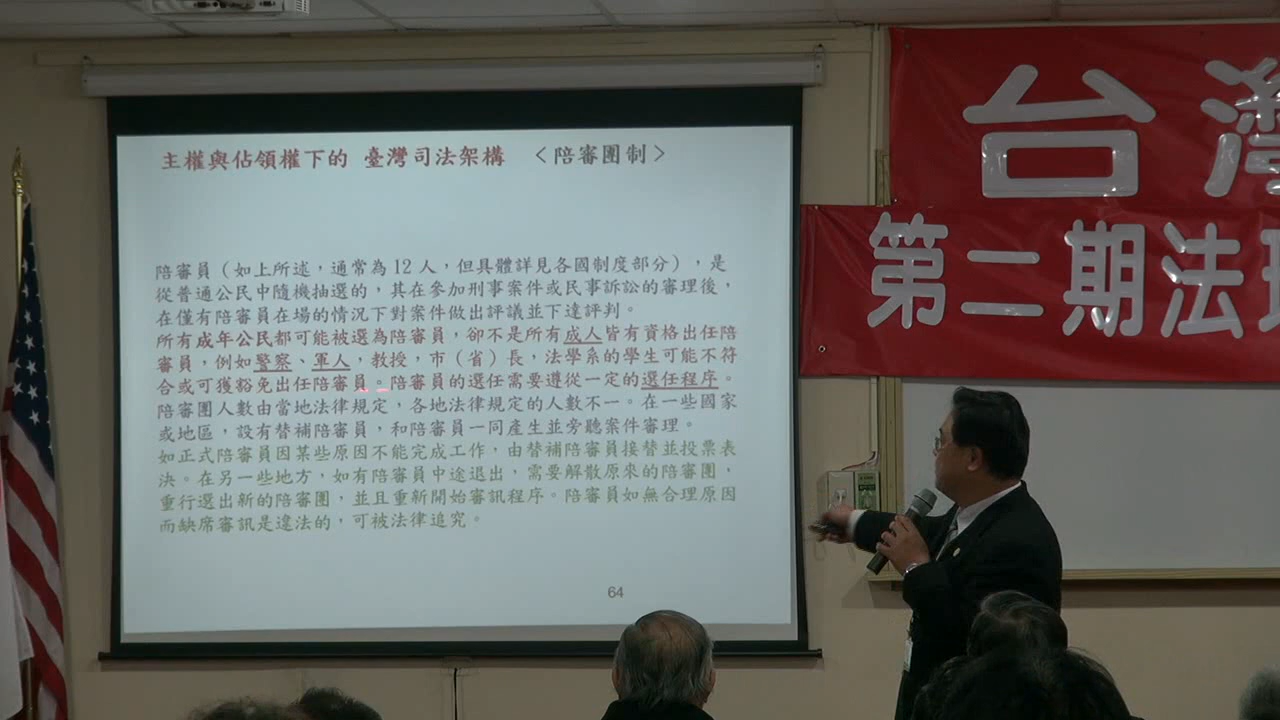 主權與佔領權下的 臺灣司法架構 <陪審團制>
陪審員（如上所述，通常為12人，但具體詳見各國制度部分），是
從普通公民中隨機抽選的，其在參加刑事案件或民事訴訟的審理後，
在僅有陪審員在場的情況下對案件做出評議並下達評判。
所有成年公民都可能被選為陪審員，卻不是所有成人皆有資格出任陪
審員，例如警察、軍人，教授，市（省）長，法學系的學生可能不符
合或可獲豁免出任陪審員。陪審員的選任需要遵從一定的選任程序。
陪審團人數由當地法律規定，各地法律規定的人數不一。在一些國家
或地區，設有替補陪審員，和陪審員一同產生並旁聽案件審理。
如正式陪審員因某些原因不能完成工作，由替補陪審員接替並投票表
決。在另一些地方，如有陪審員中途退出，需要解散原來的陪審團，
重行選出新的陪審團，並且重新開始審訊程序。陪審員如無合理原因
而缺席審訊是違法的，可被法律追究。
64
台灣
第二期法理